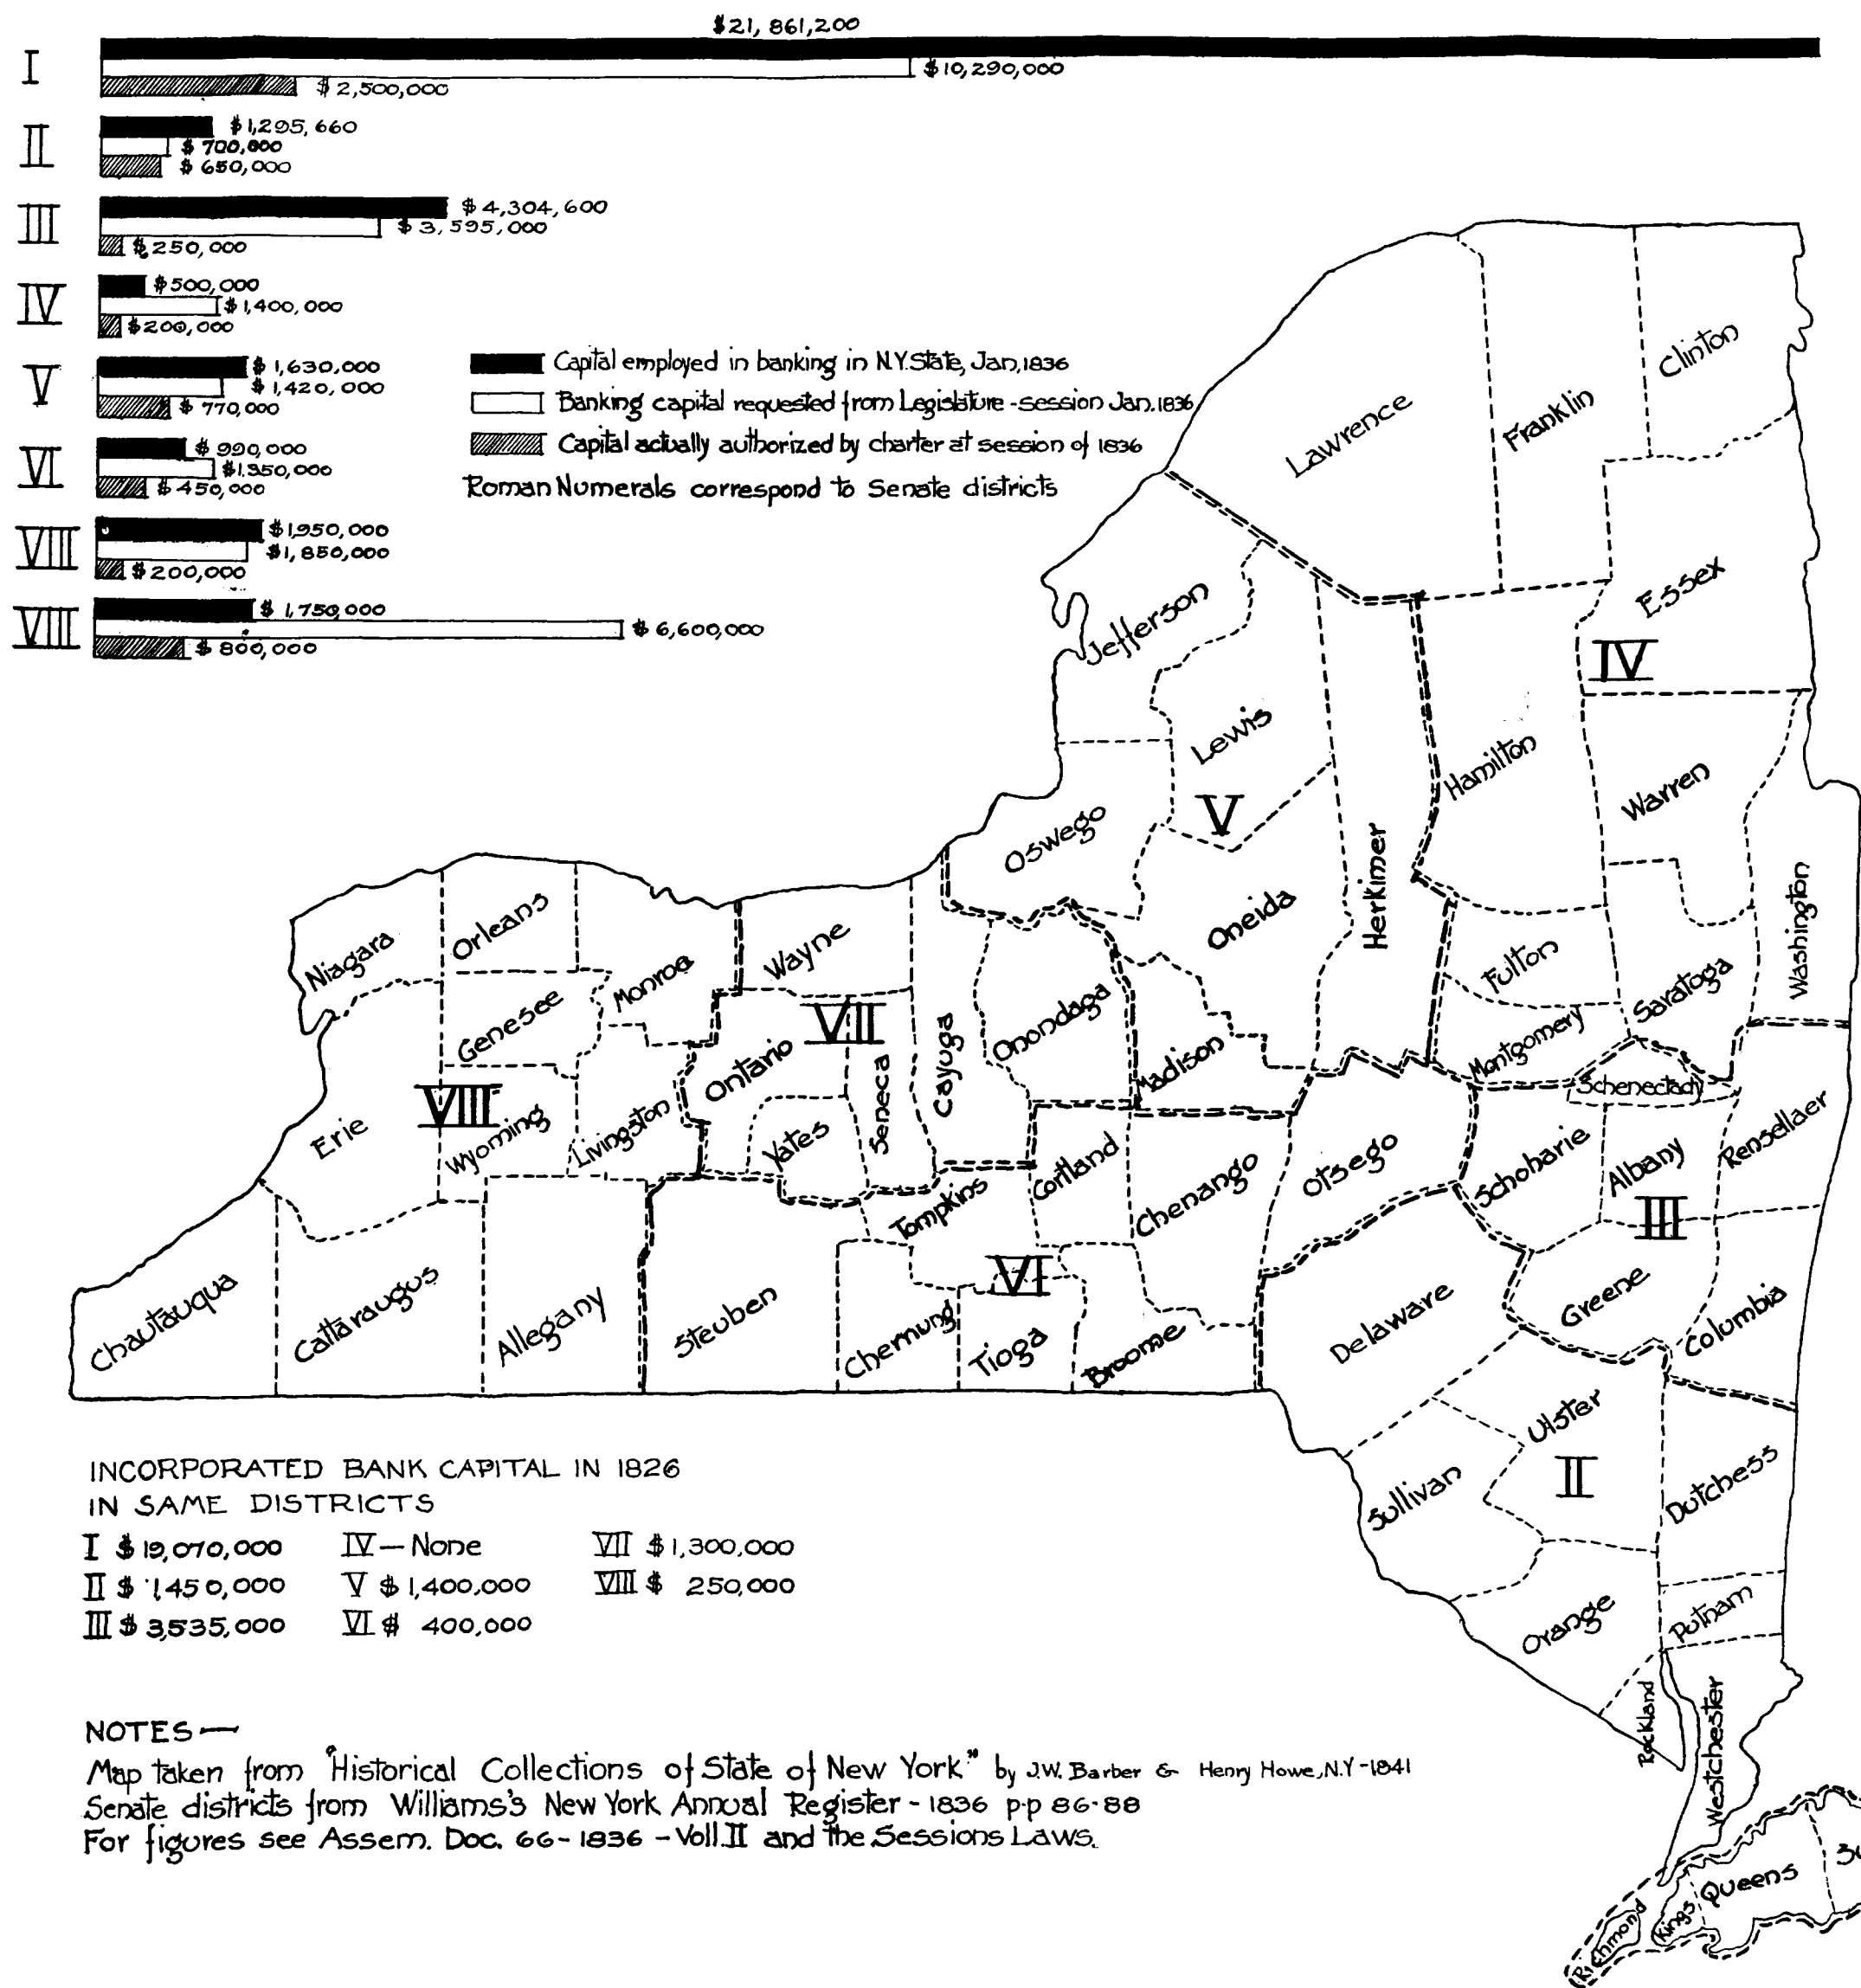 $21,861,200
I
$10,290,000
$2,500,000
II
$1,295,660
$700,000
$650,000
III
$4,304,600
$3,595,000
$250,000
IV
$500,000
$1,400,000
$200,000
V
$1,630,000
$1,420,000
$770,000
VI
$990,000
$1,350,000
$450,000
VIII
$1,950,000
$1,850,000
$200,000
VIII
$1,750,000
$6,600,000
$800,000
Capital employed in banking in N.Y. State, Jan, 1836
Banking capital requested from Legislature - session Jan. 1836
Capital actually authorized by charter at session of 1836
Roman Numerals correspond to Senate districts
Lawrence
Franklin
Clinton
Essex
Jefferson
IV
Lewis
Hamilton
Warren
V
Oswego
Herkimer
Oneida
Washington
Niagara
Orleans
Monroe
Wayne
Fulton
Saratoga
Genesee
VII
Onondaga
Montgomery
Ontario
Cayuga
Madison
Schenectady
Seneca
VIII
Erie
Wyoming
Livingston
Yates
Cortland
Otsego
Schoharie
Albany
Rensellaer
Tompkins
Chenango
III
VI
Chautauqua
Cattaraugus
Allegany
Steuben
Chemung
Tioga
Broome
Delaware
Greene
Columbia
Ulster
II
Sullivan
Dutchess
Orange
Putnam
Rockland
Westchester
Queens
Kings
Richmond
INCORPORATED BANK CAPITAL IN 1826
IN SAME DISTRICTS
I $19,070,000 IV — None VII $1,300,000
II $1,450,000 V $1,400,000 VIII $ 250,000
III $3,535,000 VI $ 400,000
NOTES —
Map taken from "Historical Collections of State of New York" by J.W. Barber & Henry Howe, N.Y - 1841
Senate districts from Williams's New York Annual Register - 1836 p.p 86-88
For figures see Assem. Doc. 66 - 1836 - Voll. II and the Sessions Laws.